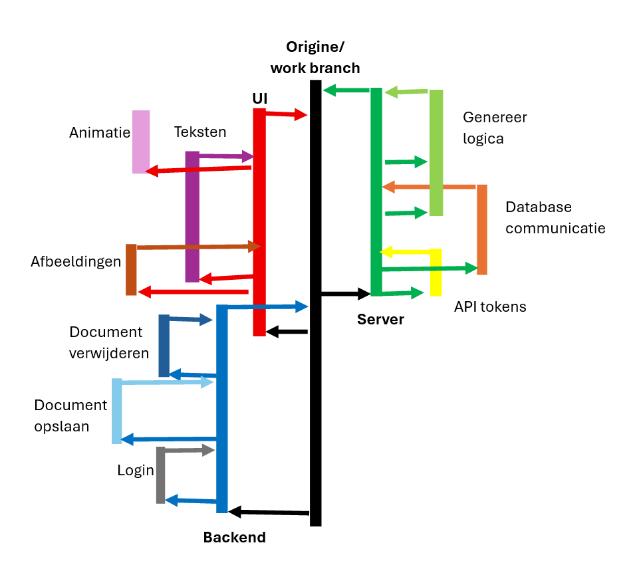 Origine/
work branch
UI
Animatie
Teksten
Genereer
logica
Database
communicatie
Afbeeldingen
API tokens
Server
Document
verwijderen
Document
opslaan
Login
Backend